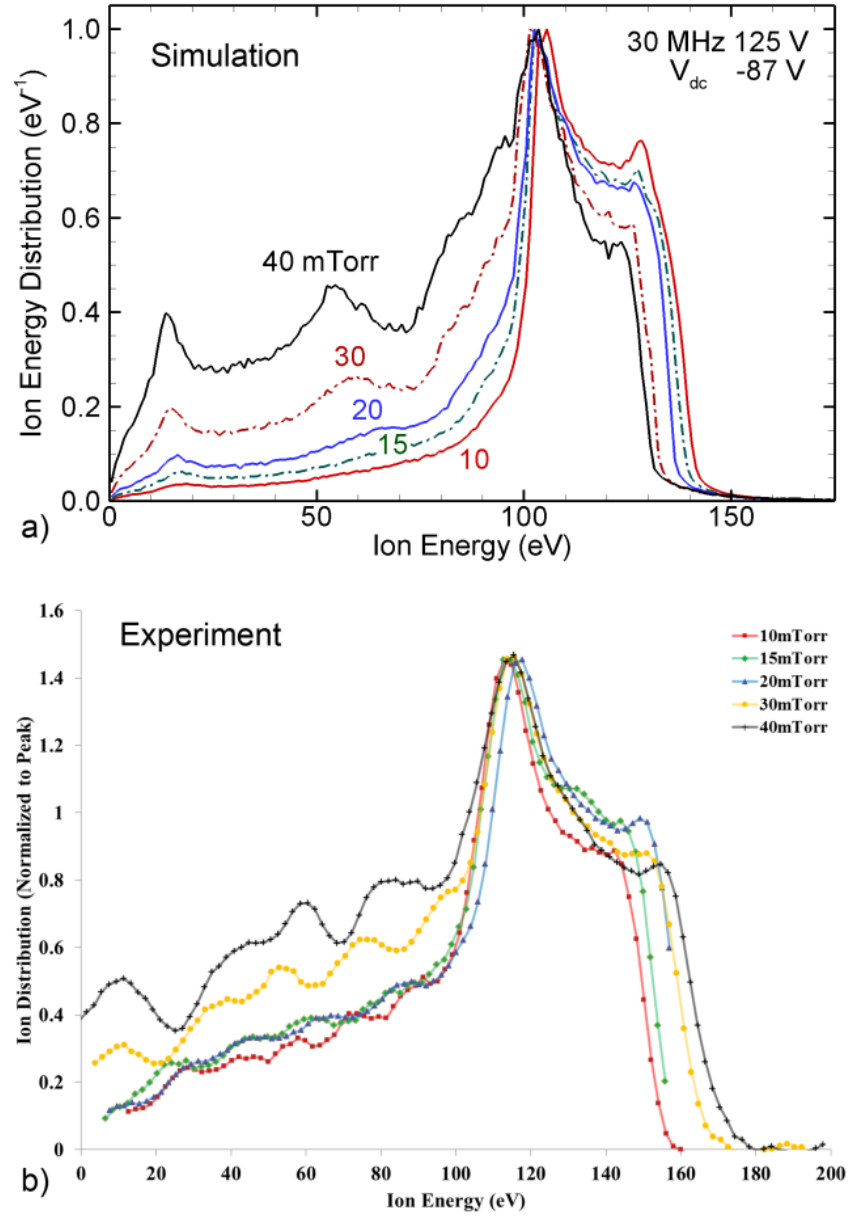 Simulation
30 MHz 125 V
V_dc -87 V
Ion Energy Distribution (eV⁻¹)
1.0
0.8
0.6
0.4
0.2
0.0
40 mTorr
30
20
15
10
0
50
100
150
Ion Energy (eV)
a)
Experiment
10mTorr
15mTorr
20mTorr
30mTorr
40mTorr
Ion Distribution (Normalized to Peak)
1.6
1.4
1.2
1
0.8
0.6
0.4
0.2
0
0
20
40
60
80
100
120
140
160
180
200
Ion Energy (eV)
b)